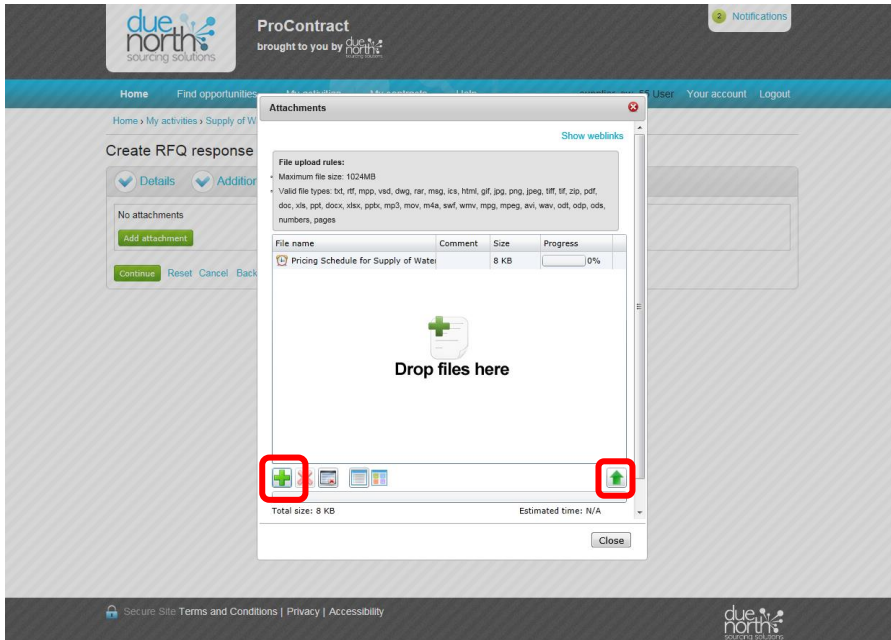 due north
sourcing solutions
ProContract
brought to you by due north
sourcing solutions
2 Notifications
Home Find opportunities My activities My contracts Help User Your account Logout
Home › My activities › Supply of W
Create RFQ response
Details Addition
No attachments
Add attachment
Continue Reset Cancel Back
Attachments
Show weblinks
File upload rules:
Maximum file size: 1024MB
Valid file types: txt, rtf, mpp, vsd, dwg, rar, msg, ics, html, gif, jpg, png, jpeg, tiff, tif, zip, pdf,
doc, xls, ppt, docx, xlsx, pptx, mp3, mov, m4a, swf, wmv, mpg, mpeg, avi, wav, odt, odp, ods,
numbers, pages
File name Comment Size Progress
Pricing Schedule for Supply of Water 8 KB 0%
Drop files here
Total size: 8 KB Estimated time: N/A
Close
Secure Site Terms and Conditions | Privacy | Accessibility
due north
sourcing solutions